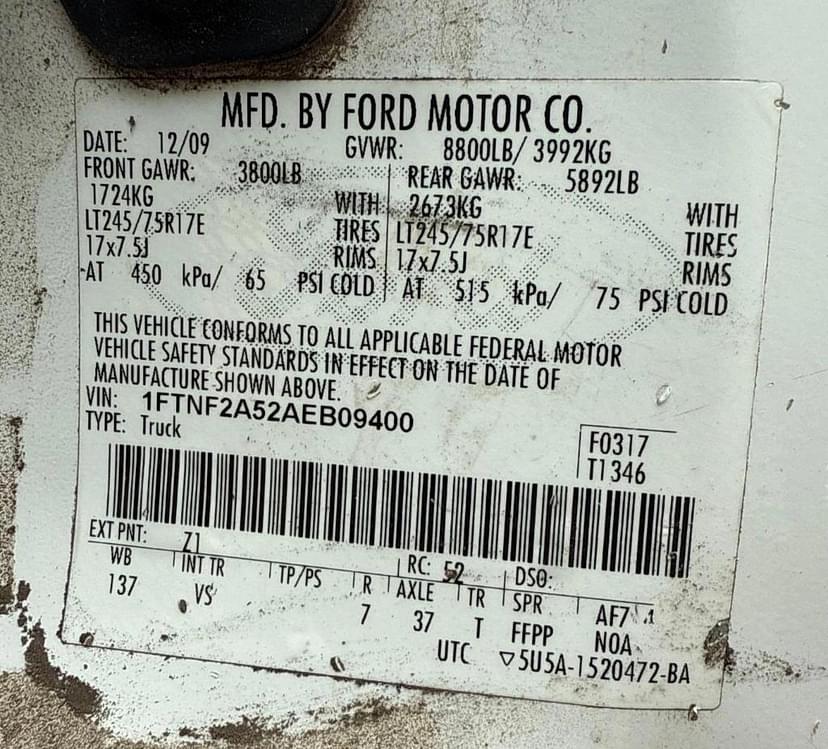 MFD. BY FORD MOTOR CO.
DATE: 12/09 GVWR: 8800LB/ 3992KG
FRONT GAWR: 3800LB REAR GAWR: 5892LB
1724KG WITH 2673KG WITH
LT245/75R17E TIRES LT245/75R17E TIRES
17x7.5J RIMS 17x7.5J RIMS
AT 450 kPa/ 65 PSI COLD AT 515 kPa/ 75 PSI COLD
THIS VEHICLE CONFORMS TO ALL APPLICABLE FEDERAL MOTOR
VEHICLE SAFETY STANDARDS IN EFFECT ON THE DATE OF
MANUFACTURE SHOWN ABOVE.
VIN: 1FTNF2A52AEB09400
TYPE: Truck
F0317
T1346
EXT PNT: Z1 RC: 52 DSO:
WB INT TR TP/PS R AXLE TR SPR AF7
137 VS 7 37 T FFPP NOA
UTC ▽5U5A-1520472-BA